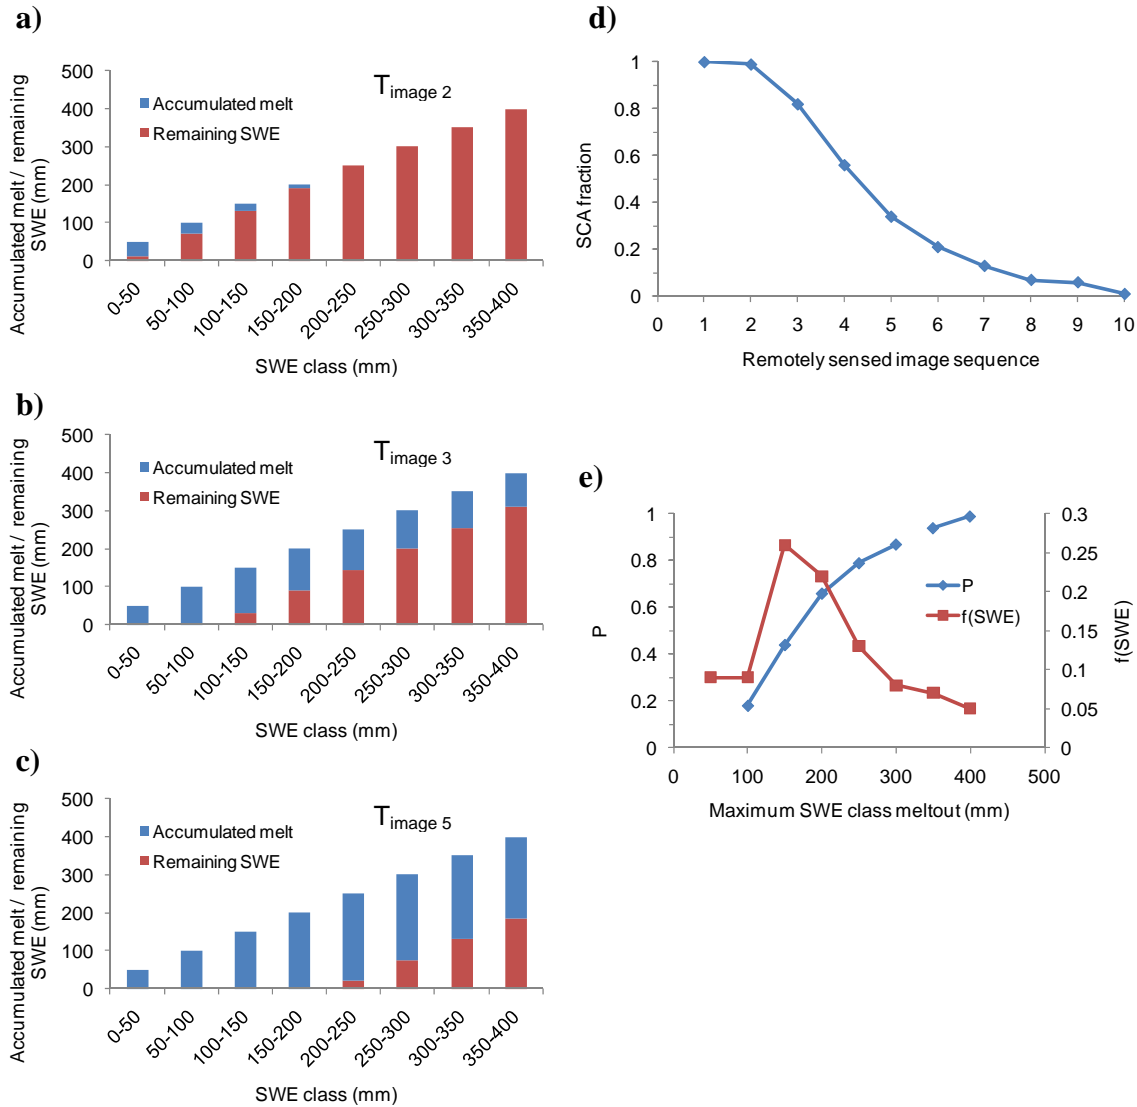 a)
500
400
300
200
100
0
Accumulated melt / remaining
SWE (mm)
T image 2
Accumulated melt
Remaining SWE
0-50
50-100
100-150
150-200
200-250
250-300
300-350
350-400
SWE class (mm)
b)
500
400
300
200
100
0
Accumulated melt / remaining
SWE (mm)
T image 3
Accumulated melt
Remaining SWE
0-50
50-100
100-150
150-200
200-250
250-300
300-350
350-400
SWE class (mm)
c)
500
400
300
200
100
0
Accumulated melt / remaining
SWE (mm)
T image 5
Accumulated melt
Remaining SWE
0-50
50-100
100-150
150-200
200-250
250-300
300-350
350-400
SWE class (mm)
d)
1
0.8
0.6
0.4
0.2
0
SCA fraction
0 1 2 3 4 5 6 7 8 9 10
Remotely sensed image sequence
e)
1
0.8
0.6
0.4
0.2
0
P
P
f(SWE)
0.3
0.25
0.2
0.15
0.1
0.05
0
f(SWE)
0 100 200 300 400 500
Maximum SWE class meltout (mm)